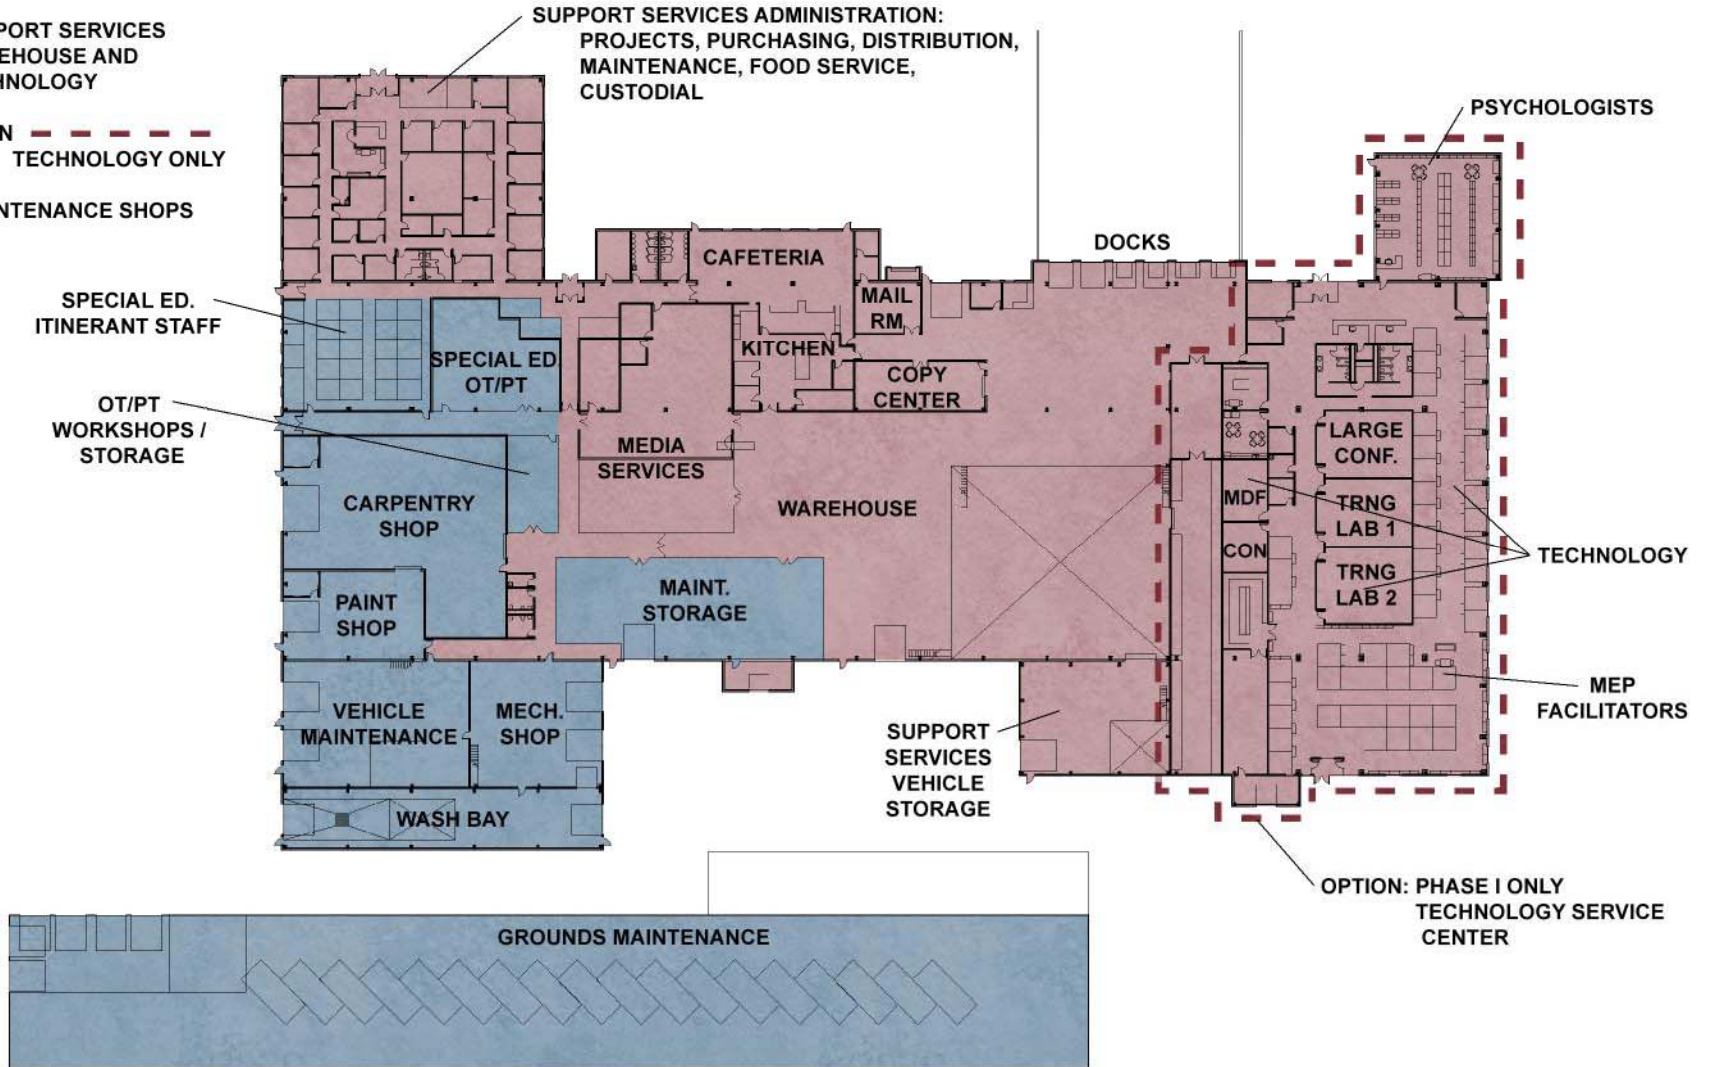 PORT SERVICES
EHOUSE AND
HNOLOGY
N
TECHNOLOGY ONLY
NTENANCE SHOPS
SUPPORT SERVICES ADMINISTRATION:
PROJECTS, PURCHASING, DISTRIBUTION,
MAINTENANCE, FOOD SERVICE,
CUSTODIAL
PSYCHOLOGISTS
DOCKS
CAFETERIA
MAIL
RM
SPECIAL ED.
ITINERANT STAFF
KITCHEN
SPECIAL ED.
OT/PT
COPY
CENTER
OT/PT
WORKSHOPS /
STORAGE
MEDIA
SERVICES
LARGE
CONF.
CARPENTRY
SHOP
WAREHOUSE
MDF
TRNG
LAB 1
CON
TECHNOLOGY
TRNG
LAB 2
PAINT
SHOP
MAINT.
STORAGE
MEP
FACILITATORS
VEHICLE
MAINTENANCE
MECH.
SHOP
SUPPORT
SERVICES
VEHICLE
STORAGE
WASH BAY
OPTION: PHASE I ONLY
TECHNOLOGY SERVICE
CENTER
GROUNDS MAINTENANCE